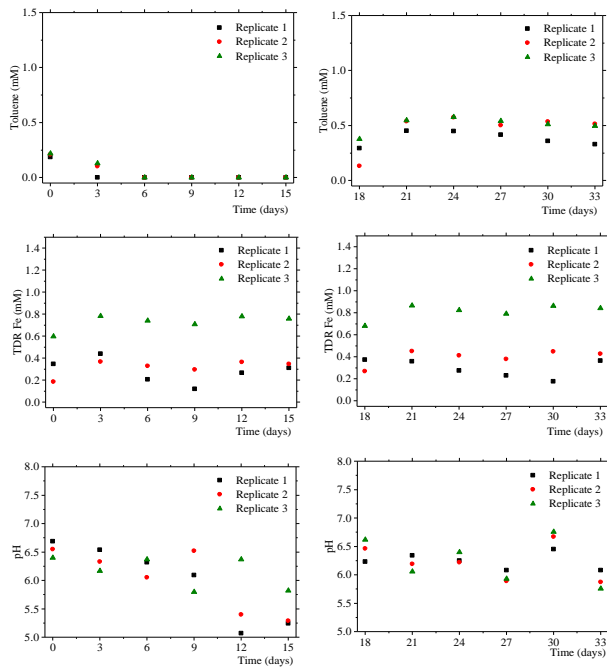 Toluene (mM)
1.5
1.0
0.5
0.0
Replicate 1
Replicate 2
Replicate 3
0 3 6 9 12 15
Time (days)
Toluene (mM)
1.5
1.0
0.5
0.0
Replicate 1
Replicate 2
Replicate 3
18 21 24 27 30 33
Time (days)
TDR Fe (mM)
1.4
1.2
1.0
0.8
0.6
0.4
0.2
0.0
Replicate 1
Replicate 2
Replicate 3
0 3 6 9 12 15
Time (days)
TDR Fe (mM)
1.4
1.2
1.0
0.8
0.6
0.4
0.2
0.0
Replicate 1
Replicate 2
Replicate 3
18 21 24 27 30 33
Time (days)
pH
8.0
7.5
7.0
6.5
6.0
5.5
5.0
Replicate 1
Replicate 2
Replicate 3
0 3 6 9 12 15
Time (days)
pH
8.0
7.5
7.0
6.5
6.0
5.5
5.0
Replicate 1
Replicate 2
Replicate 3
18 21 24 27 30 33
Time (days)